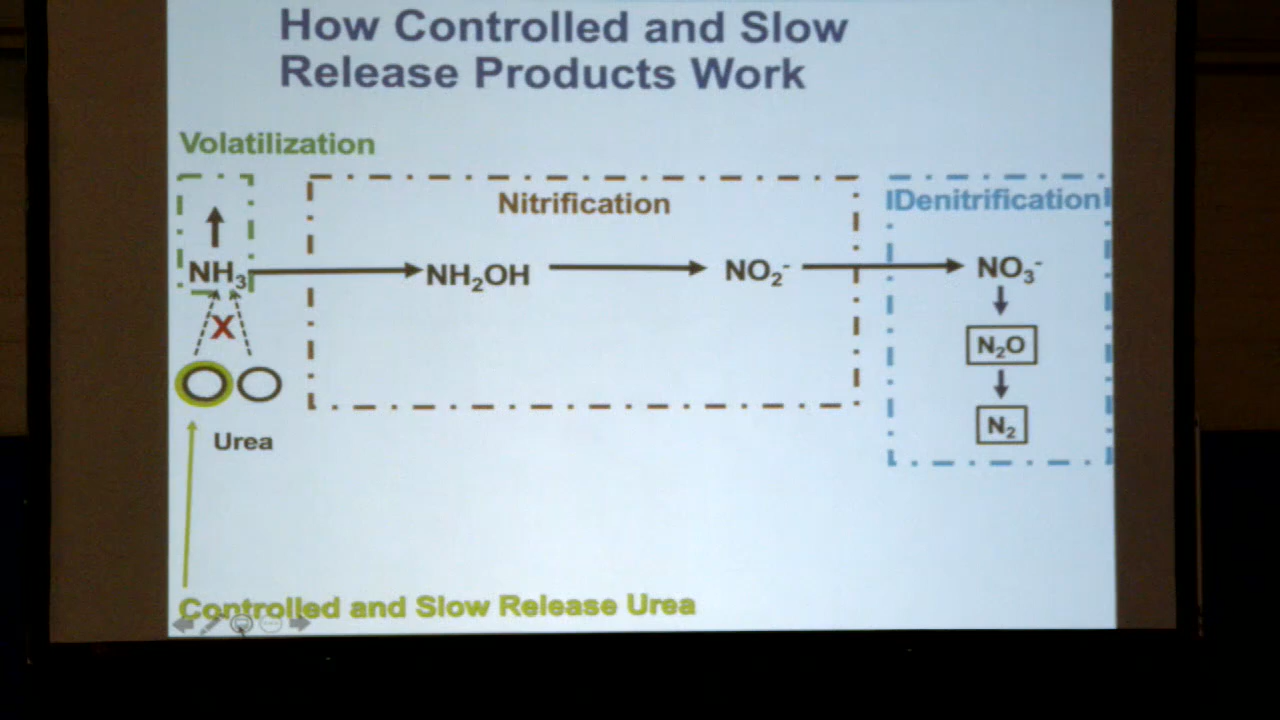 How Controlled and Slow
Release Products Work
Volatilization
Nitrification
Denitrification
NH₃
NH₂OH
NO₂⁻
NO₃⁻
X
N₂O
N₂
Urea
Controlled and Slow Release Urea